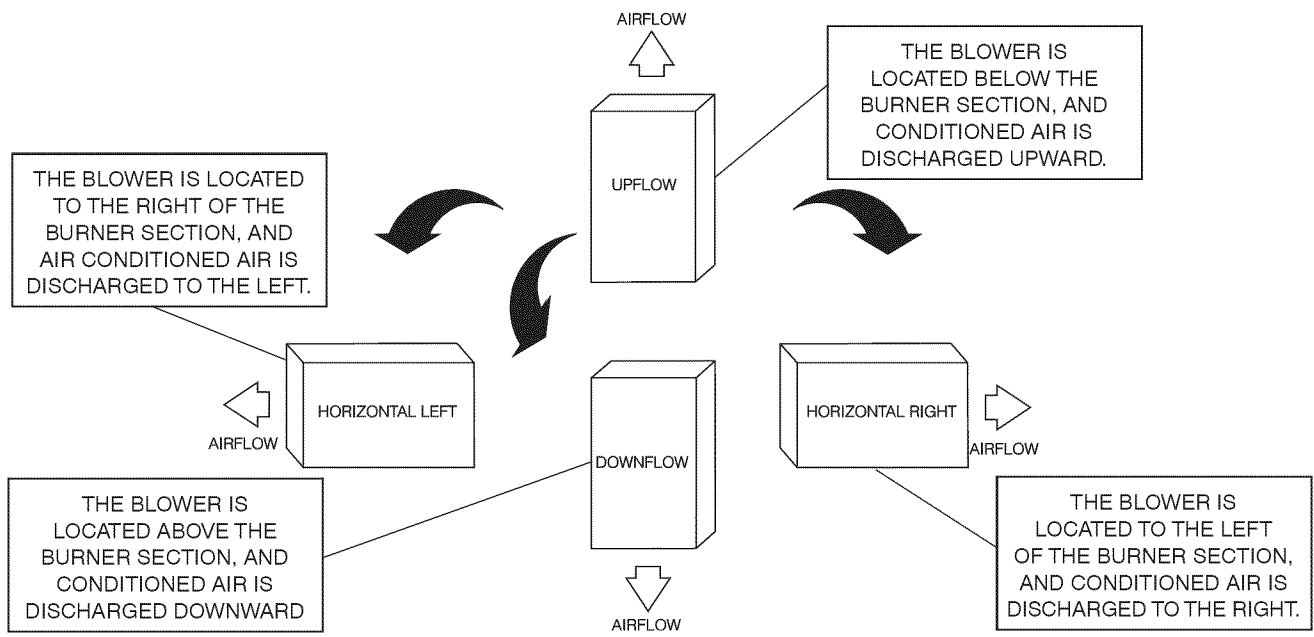 AIRFLOW
THE BLOWER IS
LOCATED BELOW THE
BURNER SECTION, AND
CONDITIONED AIR IS
DISCHARGED UPWARD.
THE BLOWER IS LOCATED
TO THE RIGHT OF THE
BURNER SECTION, AND
AIR CONDITIONED AIR IS
DISCHARGED TO THE LEFT.
UPFLOW
HORIZONTAL LEFT
AIRFLOW
DOWNFLOW
HORIZONTAL RIGHT
AIRFLOW
THE BLOWER IS
LOCATED ABOVE THE
BURNER SECTION, AND
CONDITIONED AIR IS
DISCHARGED DOWNWARD
THE BLOWER IS
LOCATED TO THE LEFT
OF THE BURNER SECTION,
AND CONDITIONED AIR IS
DISCHARGED TO THE RIGHT.
AIRFLOW